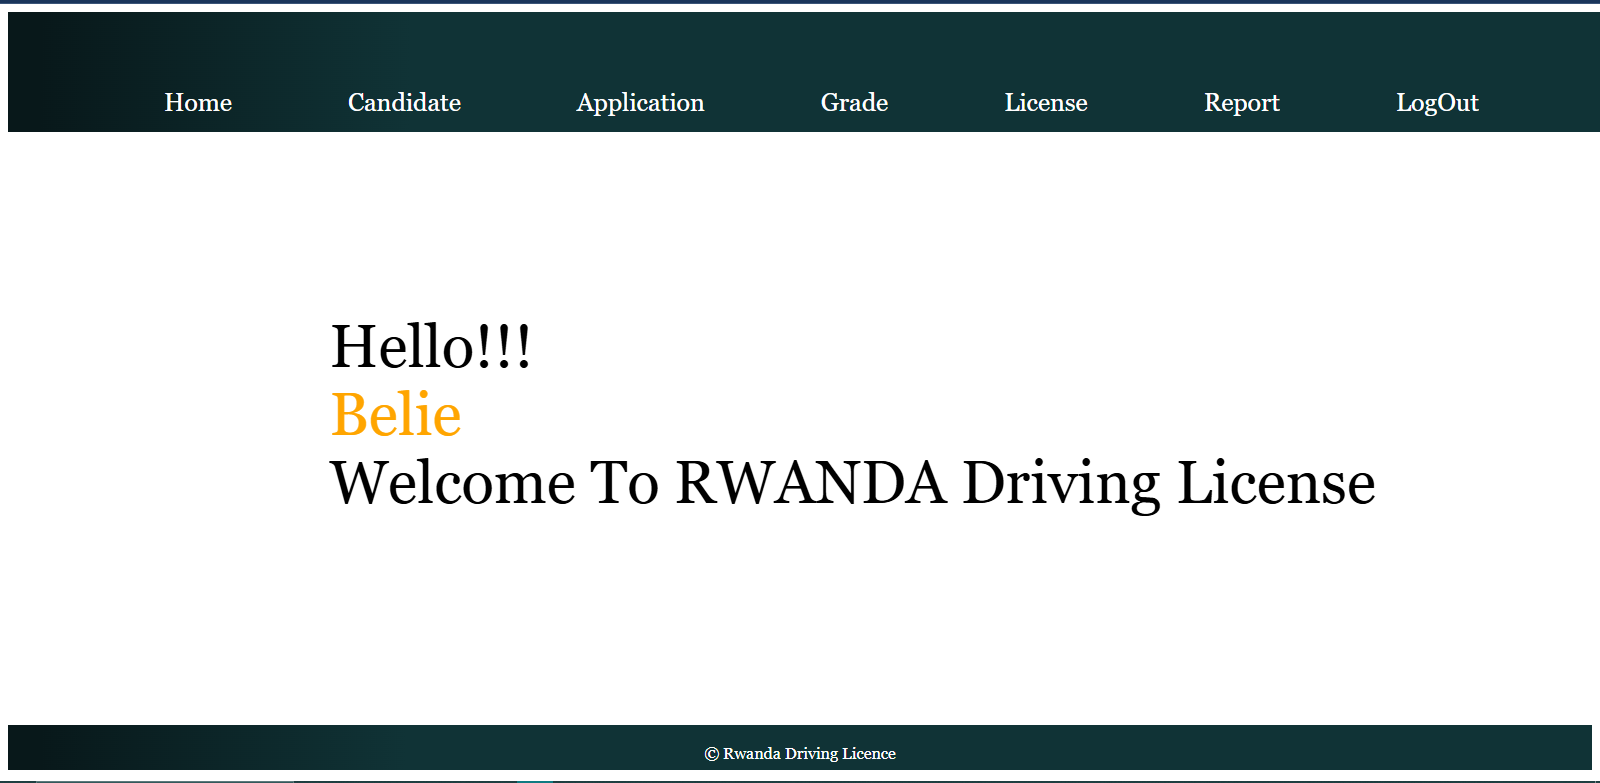 Home Candidate Application Grade License Report LogOut
Hello!!!
Belie
Welcome To RWANDA Driving License
© Rwanda Driving Licence